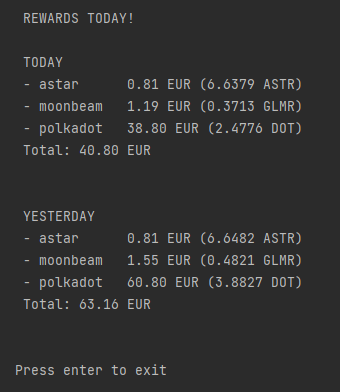 REWARDS TODAY!
TODAY
- astar      0.81 EUR (6.6379 ASTR)
- moonbeam   1.19 EUR (0.3713 GLMR)
- polkadot   38.80 EUR (2.4776 DOT)
Total: 40.80 EUR
YESTERDAY
- astar      0.81 EUR (6.6482 ASTR)
- moonbeam   1.55 EUR (0.4821 GLMR)
- polkadot   60.80 EUR (3.8827 DOT)
Total: 63.16 EUR
Press enter to exit